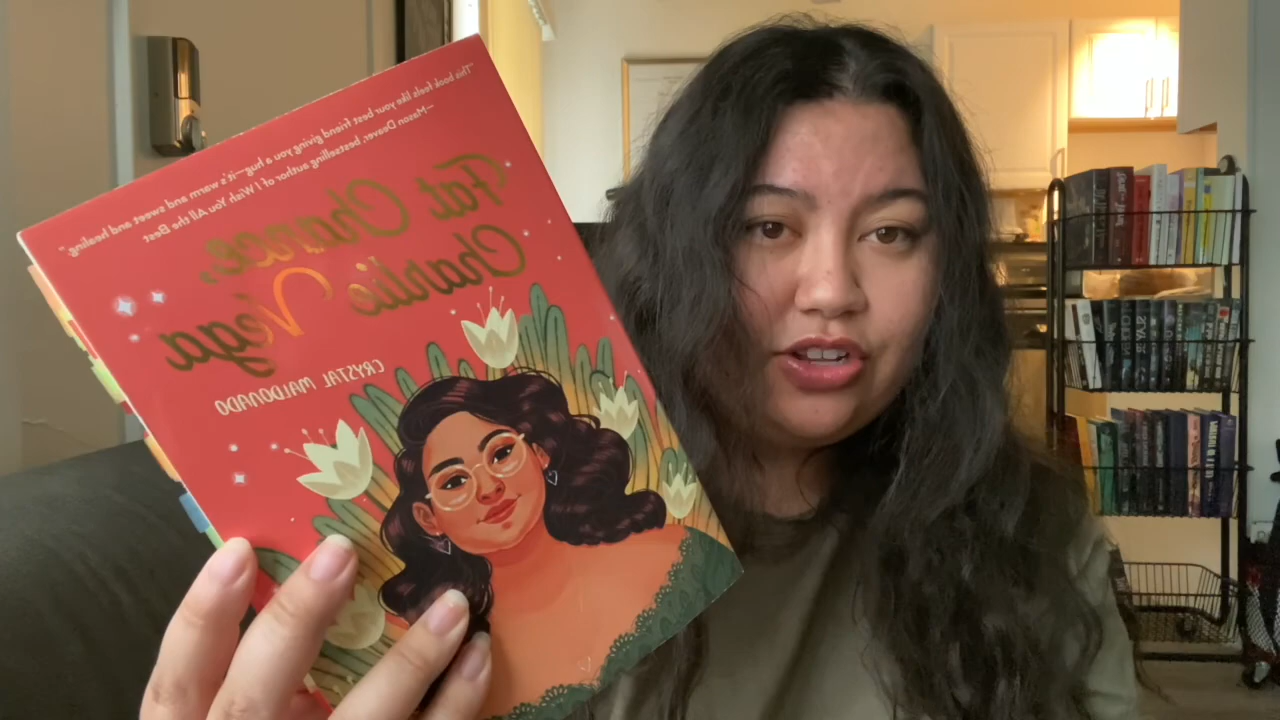 "This book feels like your best friend giving you a hug—it's warm and sweet and healing."
—Mason Deaver, bestselling author of I Wish You All the Best
Fat Chance,
Charlie Vega
CRYSTAL MALDONADO